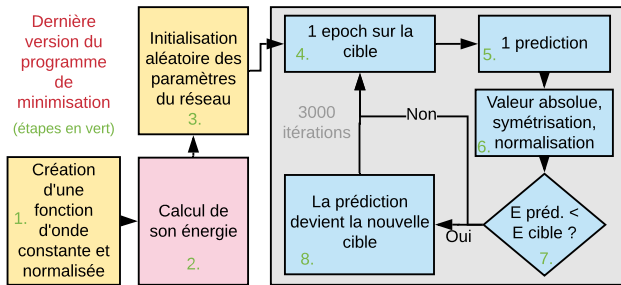 Dernière
version du
programme
de
minimisation
(étapes en vert)
1.
Création
d'une
fonction
d'onde
constante et
normalisée
Calcul de
son énergie
2.
Initialisation
aléatoire des
paramètres
du réseau
3.
1 epoch sur la
cible
4.
1 prediction
5.
Valeur absolue,
symétrisation,
normalisation
6.
E préd. <
E cible ?
7.
Non
Oui
3000
itérations
La prédiction
devient la nouvelle
cible
8.